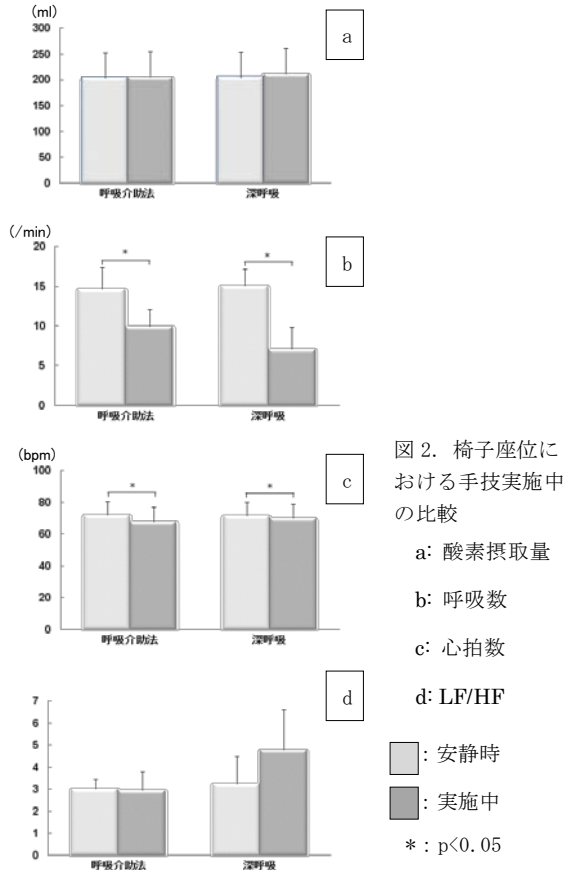 (ml)
300
250
200
150
100
50
0
呼吸介助法 深呼吸
a
(/min)
20
15
10
5
0
* *
呼吸介助法 深呼吸
b
(bpm)
100
80
60
40
20
0
* *
呼吸介助法 深呼吸
c
7
6
5
4
3
2
1
0
呼吸介助法 深呼吸
d
図 2. 椅子座位に
おける手技実施中
の比較
a: 酸素摂取量
b: 呼吸数
c: 心拍数
d: LF/HF
: 安静時
: 実施中
* : p<0.05